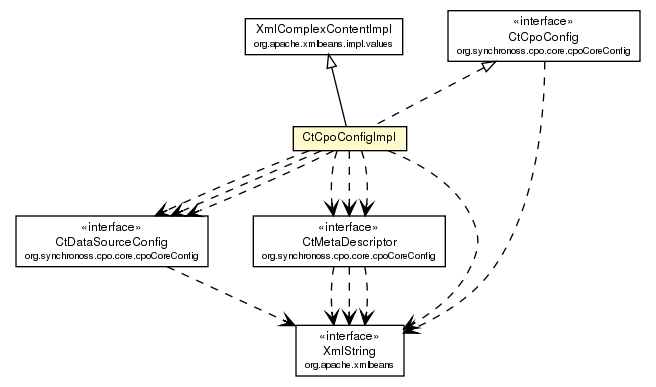 XmlComplexContentImpl
org.apache.xmlbeans.impl.values
«interface»
CtCpoConfig
org.synchronoss.cpo.core.cpoCoreConfig
CtCpoConfigImpl
«interface»
CtDataSourceConfig
org.synchronoss.cpo.core.cpoCoreConfig
«interface»
CtMetaDescriptor
org.synchronoss.cpo.core.cpoCoreConfig
«interface»
XmlString
org.apache.xmlbeans